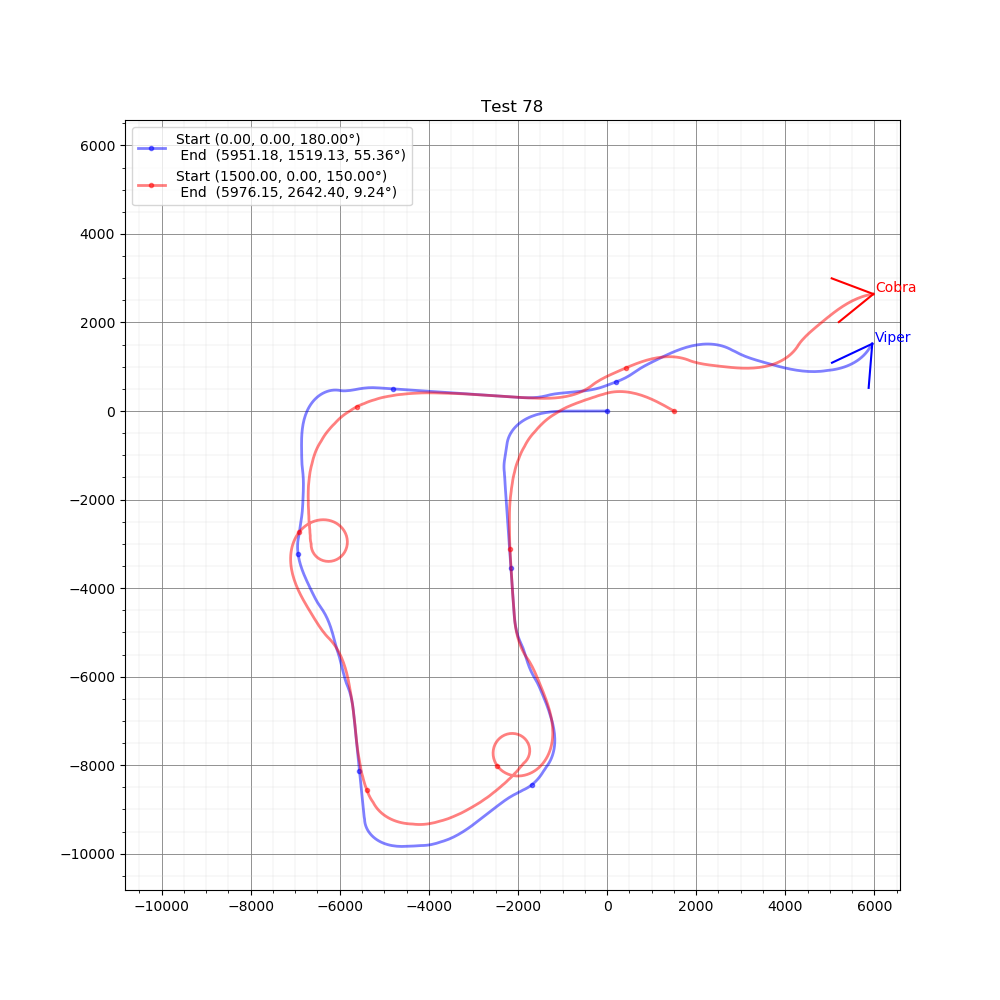 Test 78
Start (0.00, 0.00, 180.00°)
End  (5951.18, 1519.13, 55.36°)
Start (1500.00, 0.00, 150.00°)
End  (5976.15, 2642.40, 9.24°)
6000
4000
2000
0
−2000
−4000
−6000
−8000
−10000
Cobra
Viper
−10000 −8000 −6000 −4000 −2000 0 2000 4000 6000